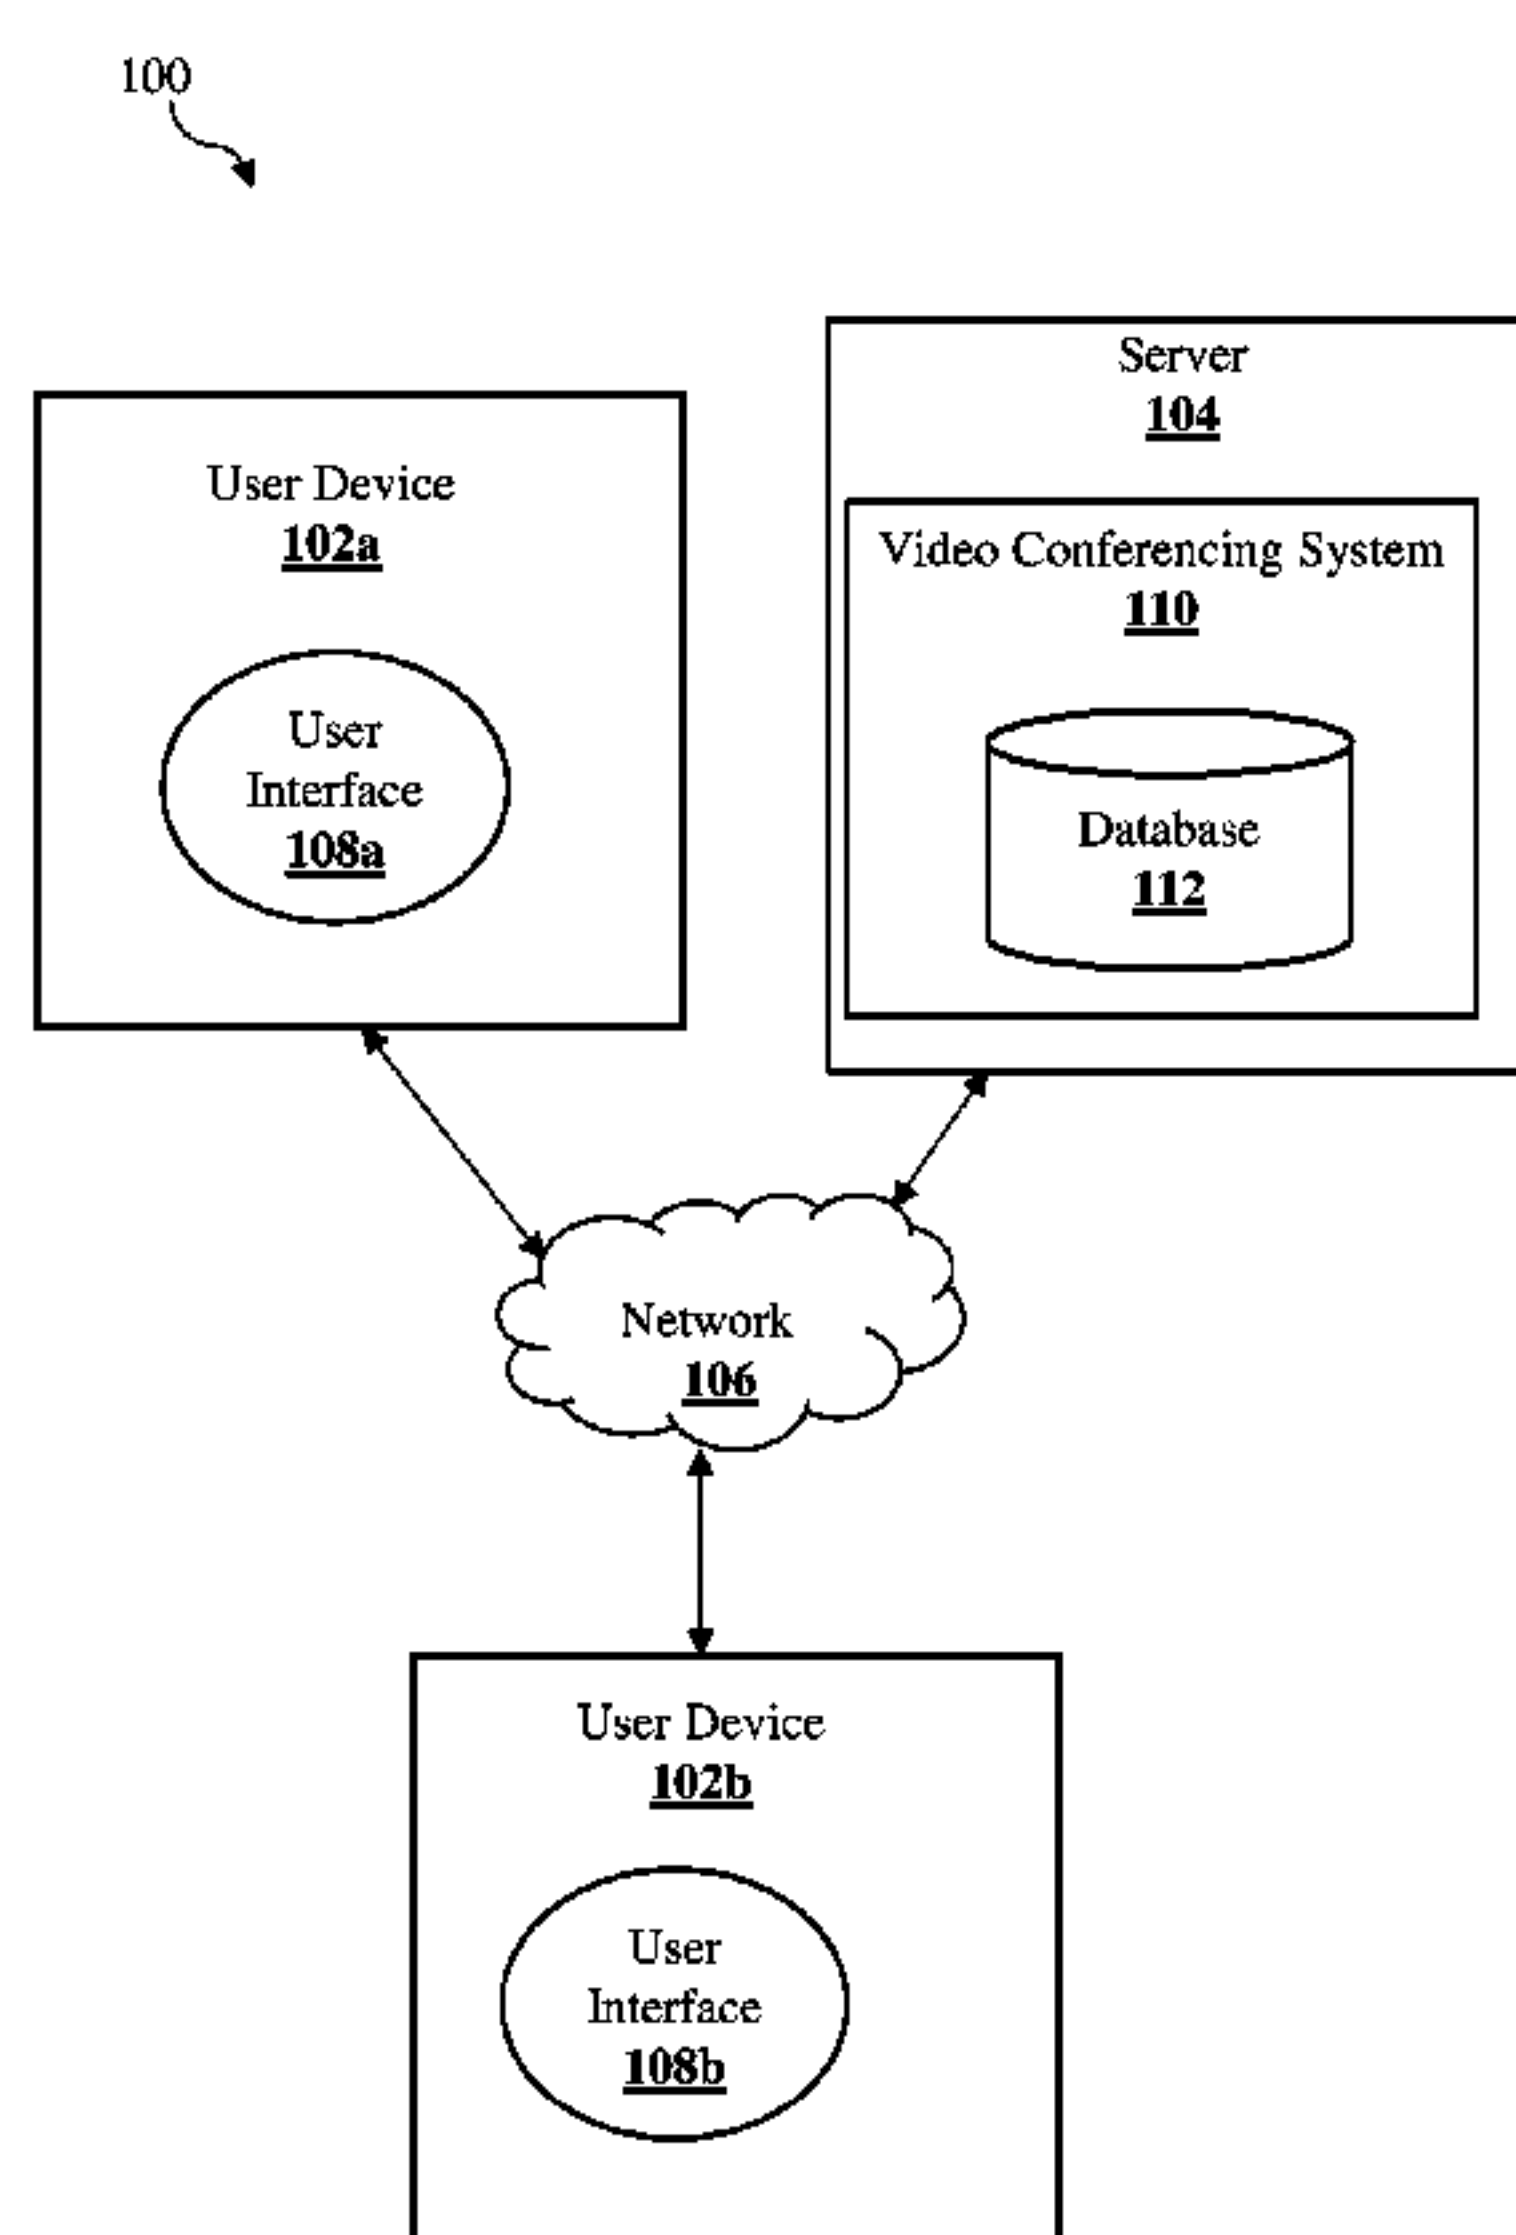 100
Server
104
User Device
102a
Video Conferencing System
110
User
Interface
108a
Database
112
Network
106
User Device
102b
User
Interface
108b